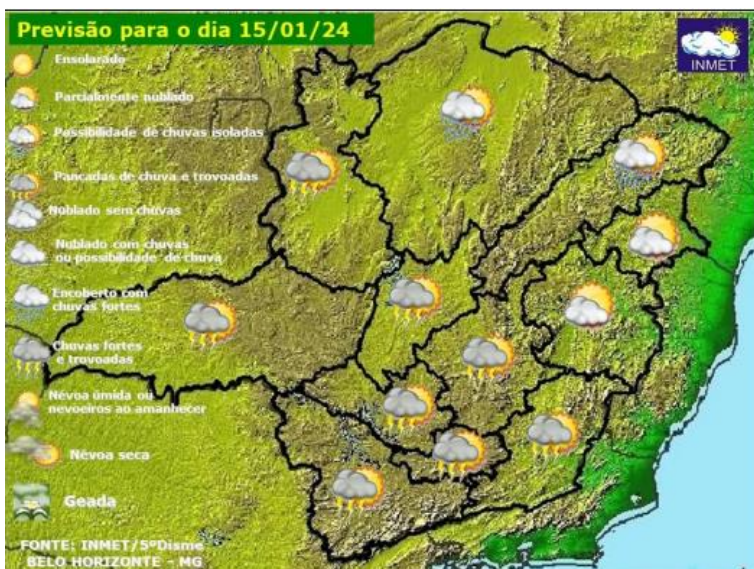 Previsão para o dia 15/01/24
INMET
Ensolarado
Parcialmente nublado
Possibilidade de chuvas isoladas
Pancadas de chuva e trovoadas
Nublado sem chuvas
Nublado com chuvas
ou possibilidade de chuva
Encoberto com
chuvas fortes
Chuvas fortes
e trovoadas
Névoa úmida ou
nevoeiros ao amanhecer
Névoa seca
Geada
FONTE: INMET/5ºDisme
BELO HORIZONTE - MG